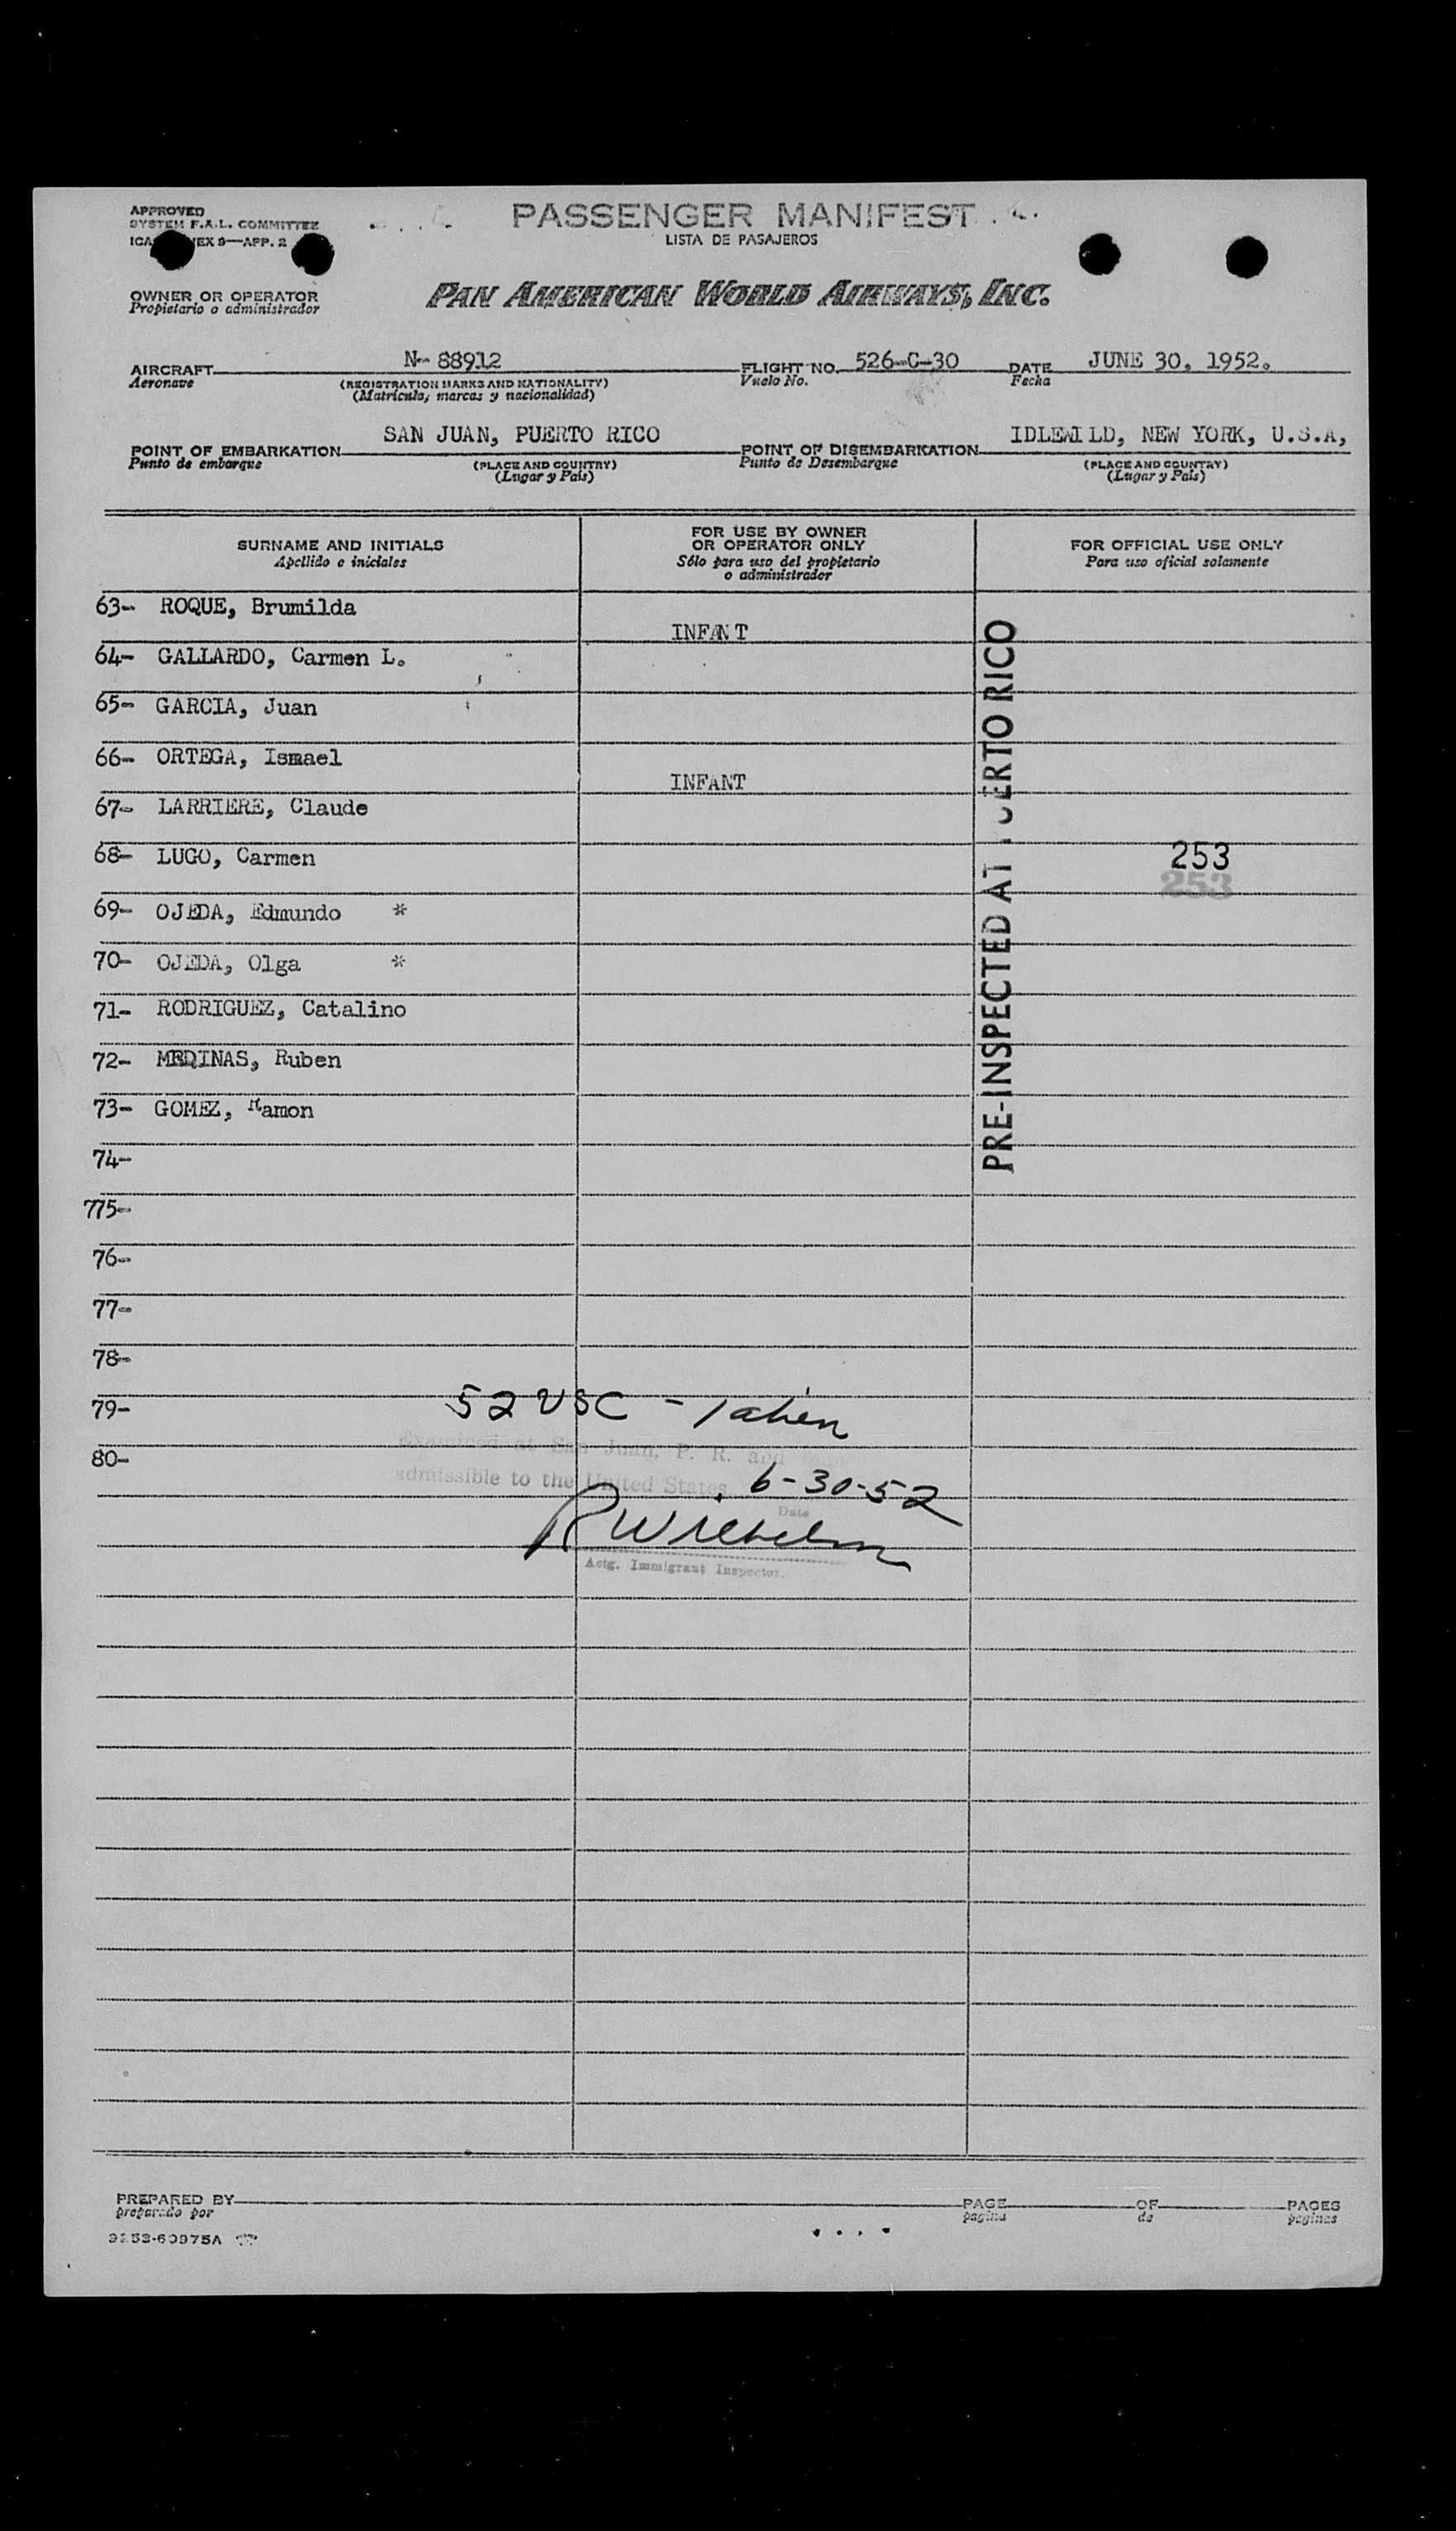 APPROVED
SYSTEM F.A.L. COMMITTEE
PASSENGER MANIFEST
LISTA DE PASAJEROS
OWNER OR OPERATOR
Propietario o administrador
PAN AMERICAN WORLD AIRWAYS, INC.
AIRCRAFT N- 88912 FLIGHT NO. 526-C-30 DATE JUNE 30, 1952.
Aeronave (REGISTRATION MARKS AND NATIONALITY) Vuelo No. Fecha
(Matrícula, marcas y nacionalidad)
POINT OF EMBARKATION SAN JUAN, PUERTO RICO POINT OF DISEMBARKATION IDLEWILD, NEW YORK, U.S.A,
Punto de embarque (PLACE AND COUNTRY) Punto de Desembarque (PLACE AND COUNTRY)
(Lugar y País) (Lugar y País)
SURNAME AND INITIALS FOR USE BY OWNER OR OPERATOR ONLY FOR OFFICIAL USE ONLY
Apellido e iniciales Sólo para uso del propietario o administrador Para uso oficial solamente
63- ROQUE, Brumilda
INFANT
64- GALLARDO, Carmen L.
65- GARCIA, Juan
66- ORTEGA, Ismael
INFANT
67- LARRIERE, Claude
68- LUGO, Carmen 253
253
69- OJEDA, Edmundo *
70- OJEDA, Olga *
71- RODRIGUEZ, Catalino
72- MEDINAS, Ruben
73- GOMEZ, Ramon
PRE-INSPECTED AT PUERTO RICO
74-
775-
76-
77-
78-
79-
52 USC - Taken
80-
Examined at San Juan, P. R. and
admissible to the United States 6-30-52
Date
R Wilhelm
Actg. Immigrant Inspector.
PREPARED BY PAGE OF PAGES
preparado por pagina de paginas